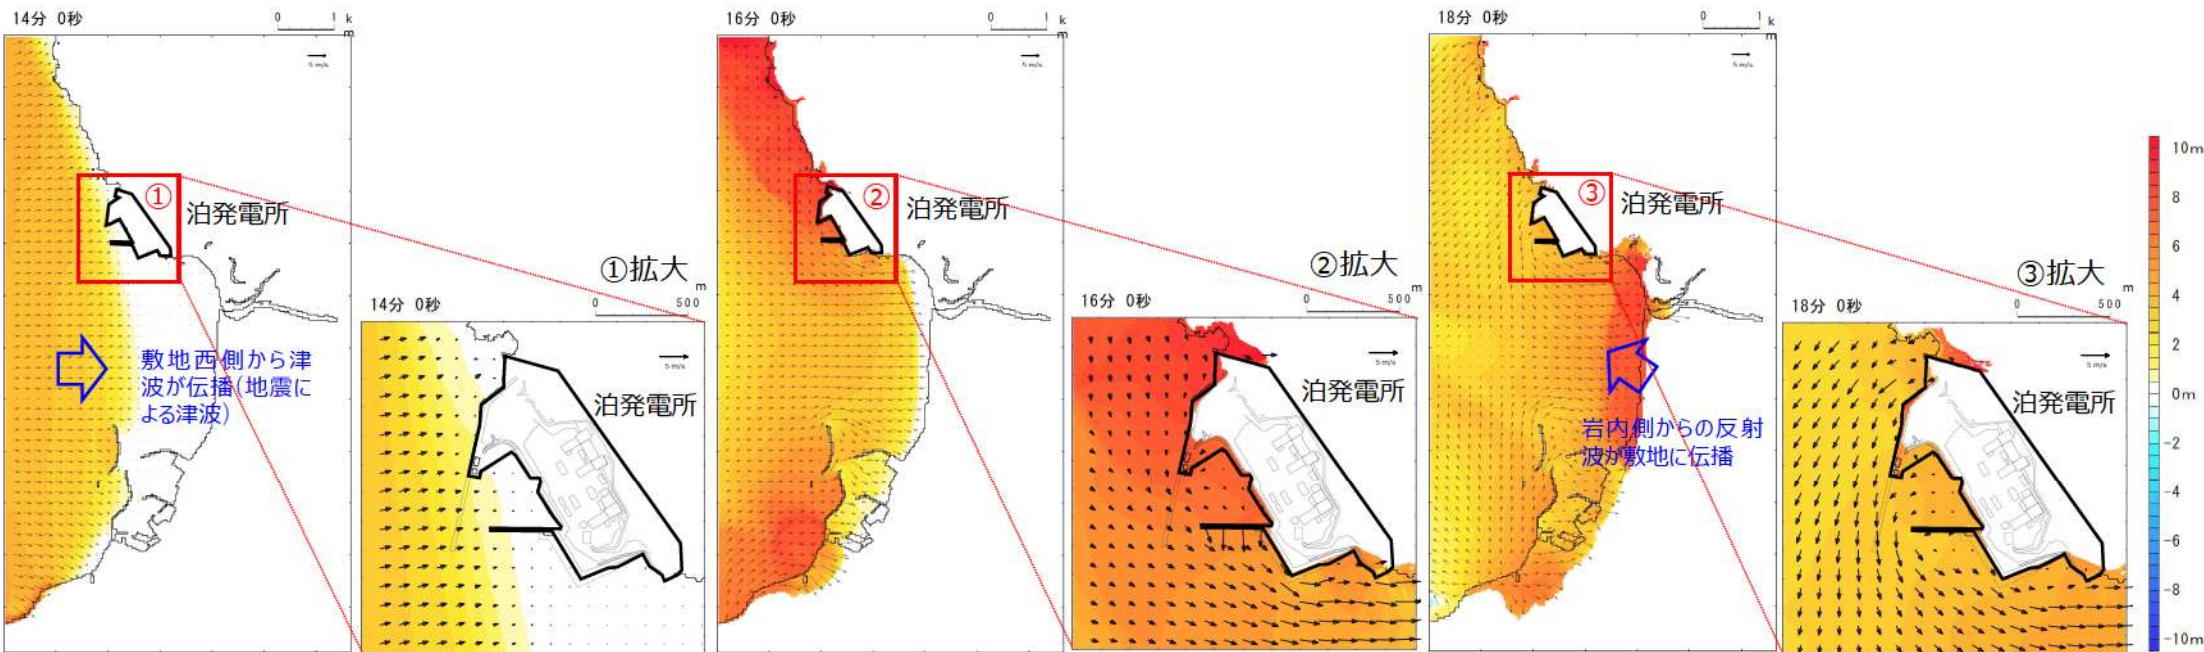 14分 0秒
0 1 k
m
5 m/s
①
泊発電所
敷地西側から津
波が伝播(地震に
よる津波)
①拡大
14分 0秒
0 500 m
5 m/s
泊発電所
16分 0秒
0 1 k
m
5 m/s
②
泊発電所
②拡大
16分 0秒
0 500 m
5 m/s
泊発電所
18分 0秒
0 1 k
m
5 m/s
③
泊発電所
岩内側からの反射
波が敷地に伝播
③拡大
18分 0秒
0 500 m
5 m/s
泊発電所
10m
8
6
4
2
0m
-2
-4
-6
-8
-10m